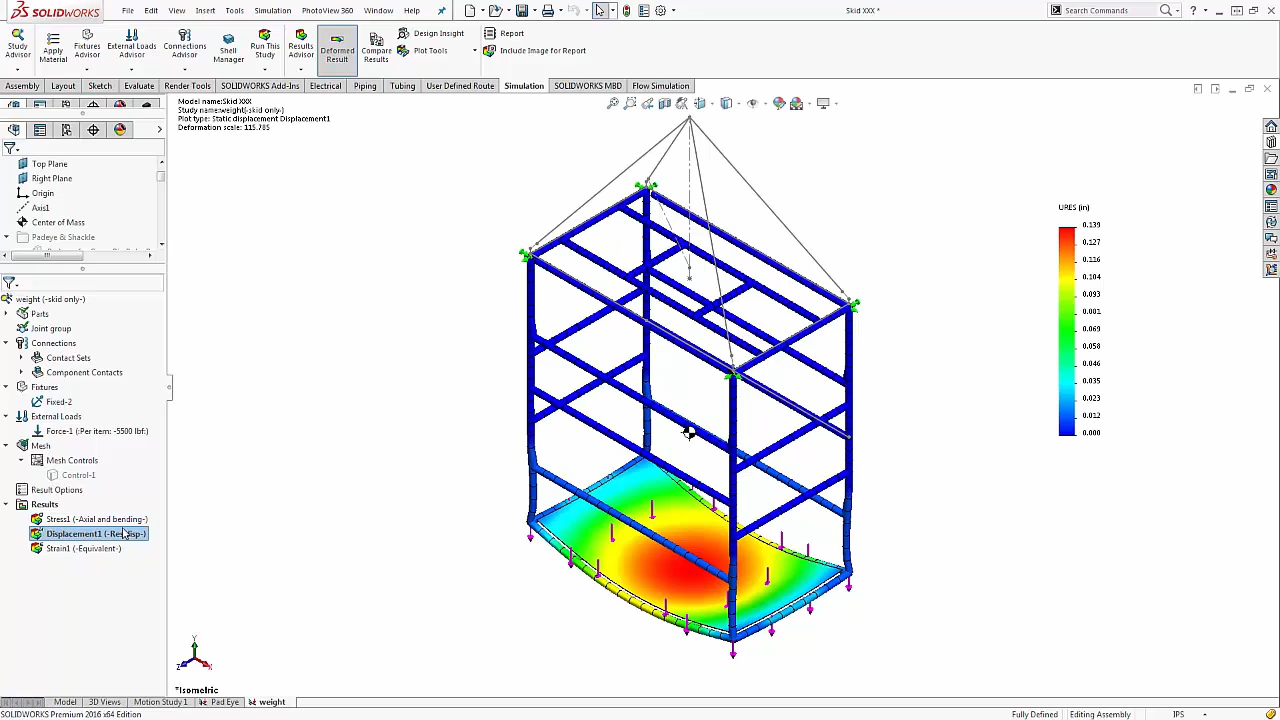 SOLIDWORKS
File Edit View Insert Tools Simulation PhotoView 360 Window Help
Skid XXX *
Search Commands
Study Advisor
Apply Material
Fixtures Advisor
External Loads Advisor
Connections Advisor
Shell Manager
Run This Study
Results Advisor
Deformed Result
Compare Results
Design Insight
Plot Tools
Report
Include Image for Report
Assembly Layout Sketch Evaluate Render Tools SOLIDWORKS Add-Ins Electrical Piping Tubing User Defined Route Simulation SOLIDWORKS MBD Flow Simulation
Model name:Skid XXX
Study name:weight(-skid only-)
Plot type: Static displacement Displacement1
Deformation scale: 115.785
Top Plane
Right Plane
Origin
Axis1
Center of Mass
Padeye & Shackle
weight (-skid only-)
Parts
Joint group
Connections
Contact Sets
Component Contacts
Fixtures
Fixed-2
External Loads
Force-1 (:Per item: -5500 lbf:)
Mesh
Mesh Controls
Control-1
Result Options
Results
Stress1 (-Axial and bending-)
Displacement1 (-Res disp-)
Strain1 (-Equivalent-)
URES (in)
0.139
0.127
0.116
0.104
0.093
0.081
0.069
0.058
0.046
0.035
0.023
0.012
0.000
Y
Z
X
*Isometric
Model 3D Views Motion Study 1 Pad Eye weight
SOLIDWORKS Premium 2016 x64 Edition
Fully Defined
Editing Assembly
IPS